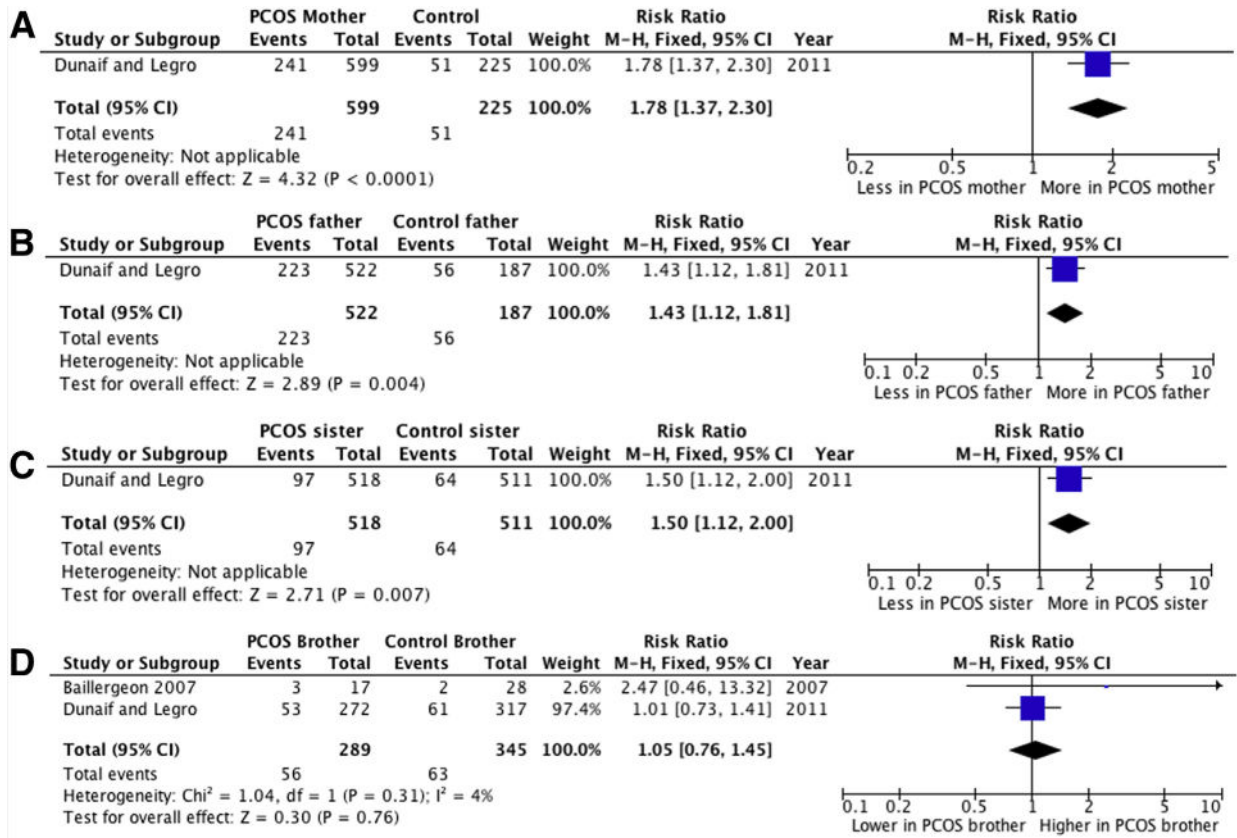 A
PCOS Mother Control Risk Ratio Risk Ratio
Study or Subgroup Events Total Events Total Weight M-H, Fixed, 95% CI Year M-H, Fixed, 95% CI
Dunaif and Legro 241 599 51 225 100.0% 1.78 [1.37, 2.30] 2011
Total (95% CI) 599 225 100.0% 1.78 [1.37, 2.30]
Total events 241 51
Heterogeneity: Not applicable
Test for overall effect: Z = 4.32 (P < 0.0001)
0.2 0.5 1 2 5
Less in PCOS mother More in PCOS mother
B
PCOS father Control father Risk Ratio Risk Ratio
Study or Subgroup Events Total Events Total Weight M-H, Fixed, 95% CI Year M-H, Fixed, 95% CI
Dunaif and Legro 223 522 56 187 100.0% 1.43 [1.12, 1.81] 2011
Total (95% CI) 522 187 100.0% 1.43 [1.12, 1.81]
Total events 223 56
Heterogeneity: Not applicable
Test for overall effect: Z = 2.89 (P = 0.004)
0.1 0.2 0.5 1 2 5 10
Less in PCOS father More in PCOS father
C
PCOS sister Control sister Risk Ratio Risk Ratio
Study or Subgroup Events Total Events Total Weight M-H, Fixed, 95% CI Year M-H, Fixed, 95% CI
Dunaif and Legro 97 518 64 511 100.0% 1.50 [1.12, 2.00] 2011
Total (95% CI) 518 511 100.0% 1.50 [1.12, 2.00]
Total events 97 64
Heterogeneity: Not applicable
Test for overall effect: Z = 2.71 (P = 0.007)
0.1 0.2 0.5 1 2 5 10
Less in PCOS sister More in PCOS sister
D
PCOS Brother Control Brother Risk Ratio Risk Ratio
Study or Subgroup Events Total Events Total Weight M-H, Fixed, 95% CI Year M-H, Fixed, 95% CI
Baillergeon 2007 3 17 2 28 2.6% 2.47 [0.46, 13.32] 2007
Dunaif and Legro 53 272 61 317 97.4% 1.01 [0.73, 1.41] 2011
Total (95% CI) 289 345 100.0% 1.05 [0.76, 1.45]
Total events 56 63
Heterogeneity: Chi² = 1.04, df = 1 (P = 0.31); I² = 4%
Test for overall effect: Z = 0.30 (P = 0.76)
0.1 0.2 0.5 1 2 5 10
Lower in PCOS brother Higher in PCOS brother